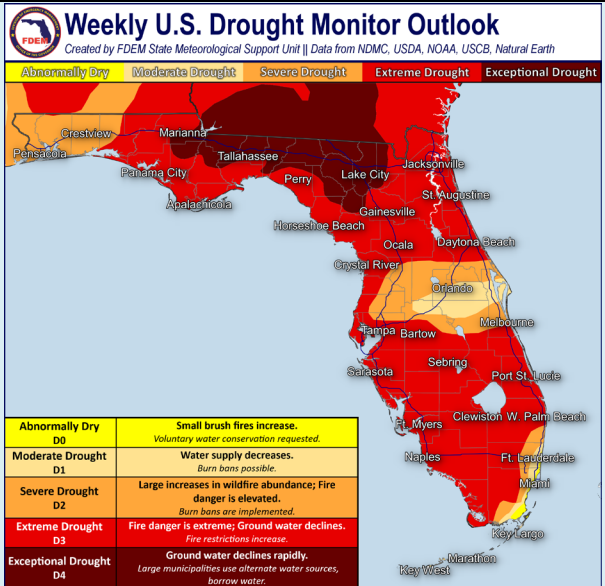 FDEM
Weekly U.S. Drought Monitor Outlook
Created by FDEM State Meteorological Support Unit || Data from NDMC, USDA, NOAA, USCB, Natural Earth
Abnormally Dry Moderate Drought Severe Drought Extreme Drought Exceptional Drought
Crestview
Marianna
Pensacola
Tallahassee
Jacksonville
Panama City
Perry
Lake City
St. Augustine
Apalachicola
Gainesville
Horseshoe Beach
Ocala
Daytona Beach
Crystal River
Orlando
Melbourne
Tampa
Bartow
Sebring
Sarasota
Port St. Lucie
Clewiston
W. Palm Beach
Ft. Myers
Naples
Ft. Lauderdale
Miami
Key Largo
Marathon
Key West
Abnormally Dry
D0
Small brush fires increase.
Voluntary water conservation requested.
Moderate Drought
D1
Water supply decreases.
Burn bans possible.
Severe Drought
D2
Large increases in wildfire abundance; Fire
danger is elevated.
Burn bans are implemented.
Extreme Drought
D3
Fire danger is extreme; Ground water declines.
Fire restrictions increase.
Exceptional Drought
D4
Ground water declines rapidly.
Large municipalities use alternate water sources,
borrow water.